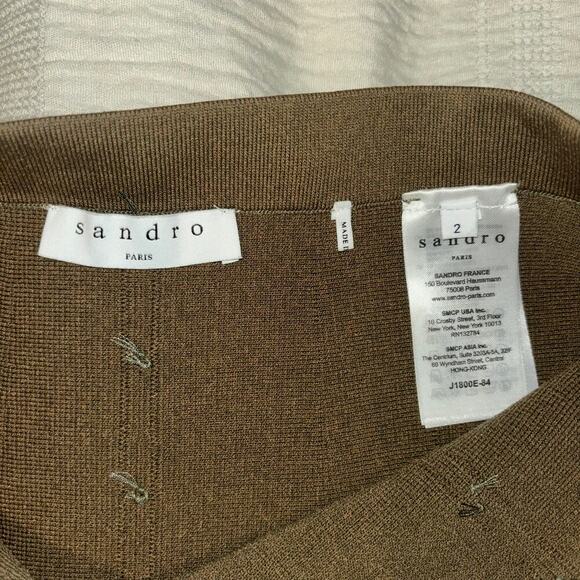 sandro
PARIS
MADE I
2
sandro
PARIS
SANDRO FRANCE
150 Boulevard Haussmann
75008 Paris
www.sandro-paris.com
SMCP USA Inc.
16 Crosby Street, 3rd Floor
New York, New York 10013
RN132784
SMCP ASIA Inc.
The Centrium, Suite 3203A-5A, 32/F
60 Wyndham Street, Central
HONG-KONG
J1800E-84